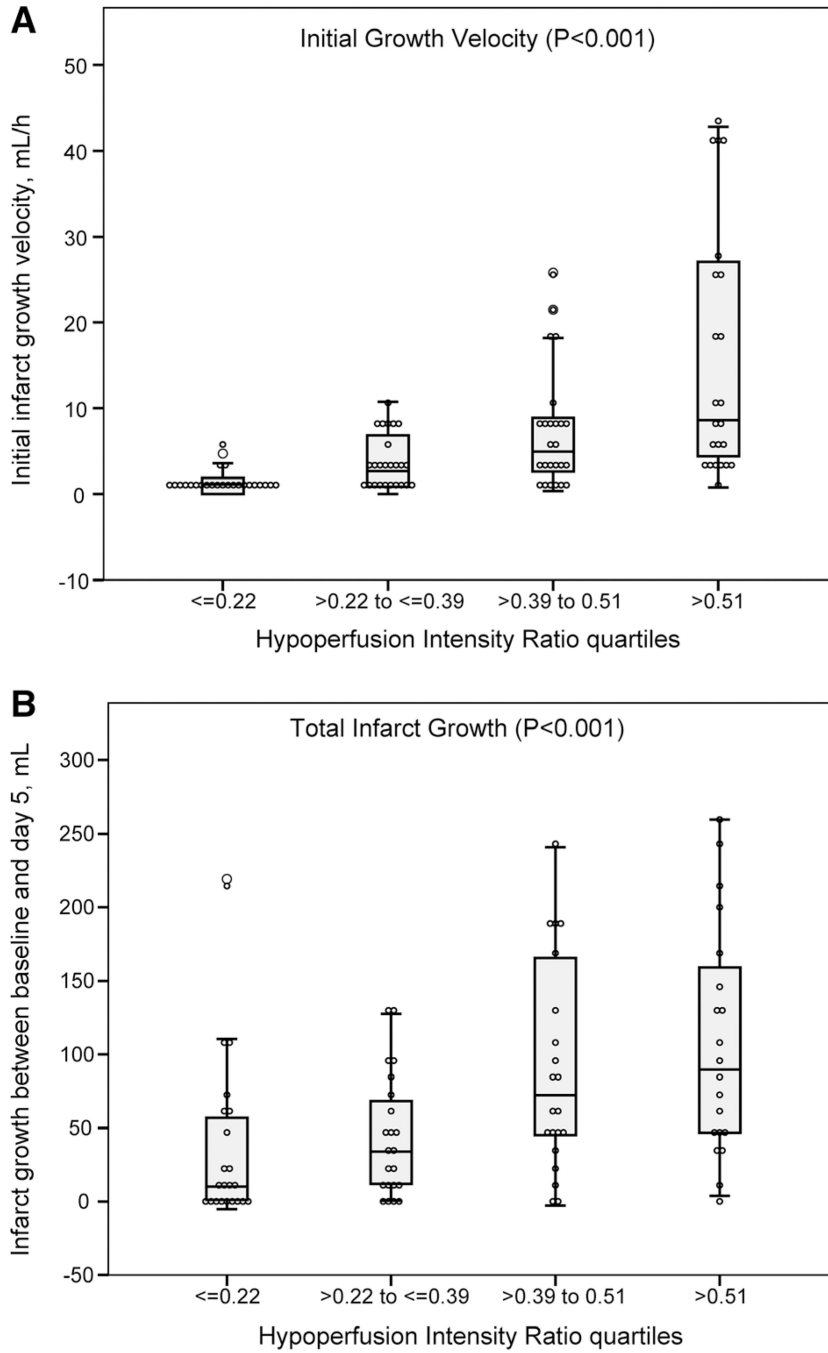 A
Initial Growth Velocity (P<0.001)
Initial infarct growth velocity, mL/h
50
40
30
20
10
0
-10
<=0.22 >0.22 to <=0.39 >0.39 to 0.51 >0.51
Hypoperfusion Intensity Ratio quartiles
B
Total Infarct Growth (P<0.001)
Infarct growth between baseline and day 5, mL
300
250
200
150
100
50
0
-50
<=0.22 >0.22 to <=0.39 >0.39 to 0.51 >0.51
Hypoperfusion Intensity Ratio quartiles